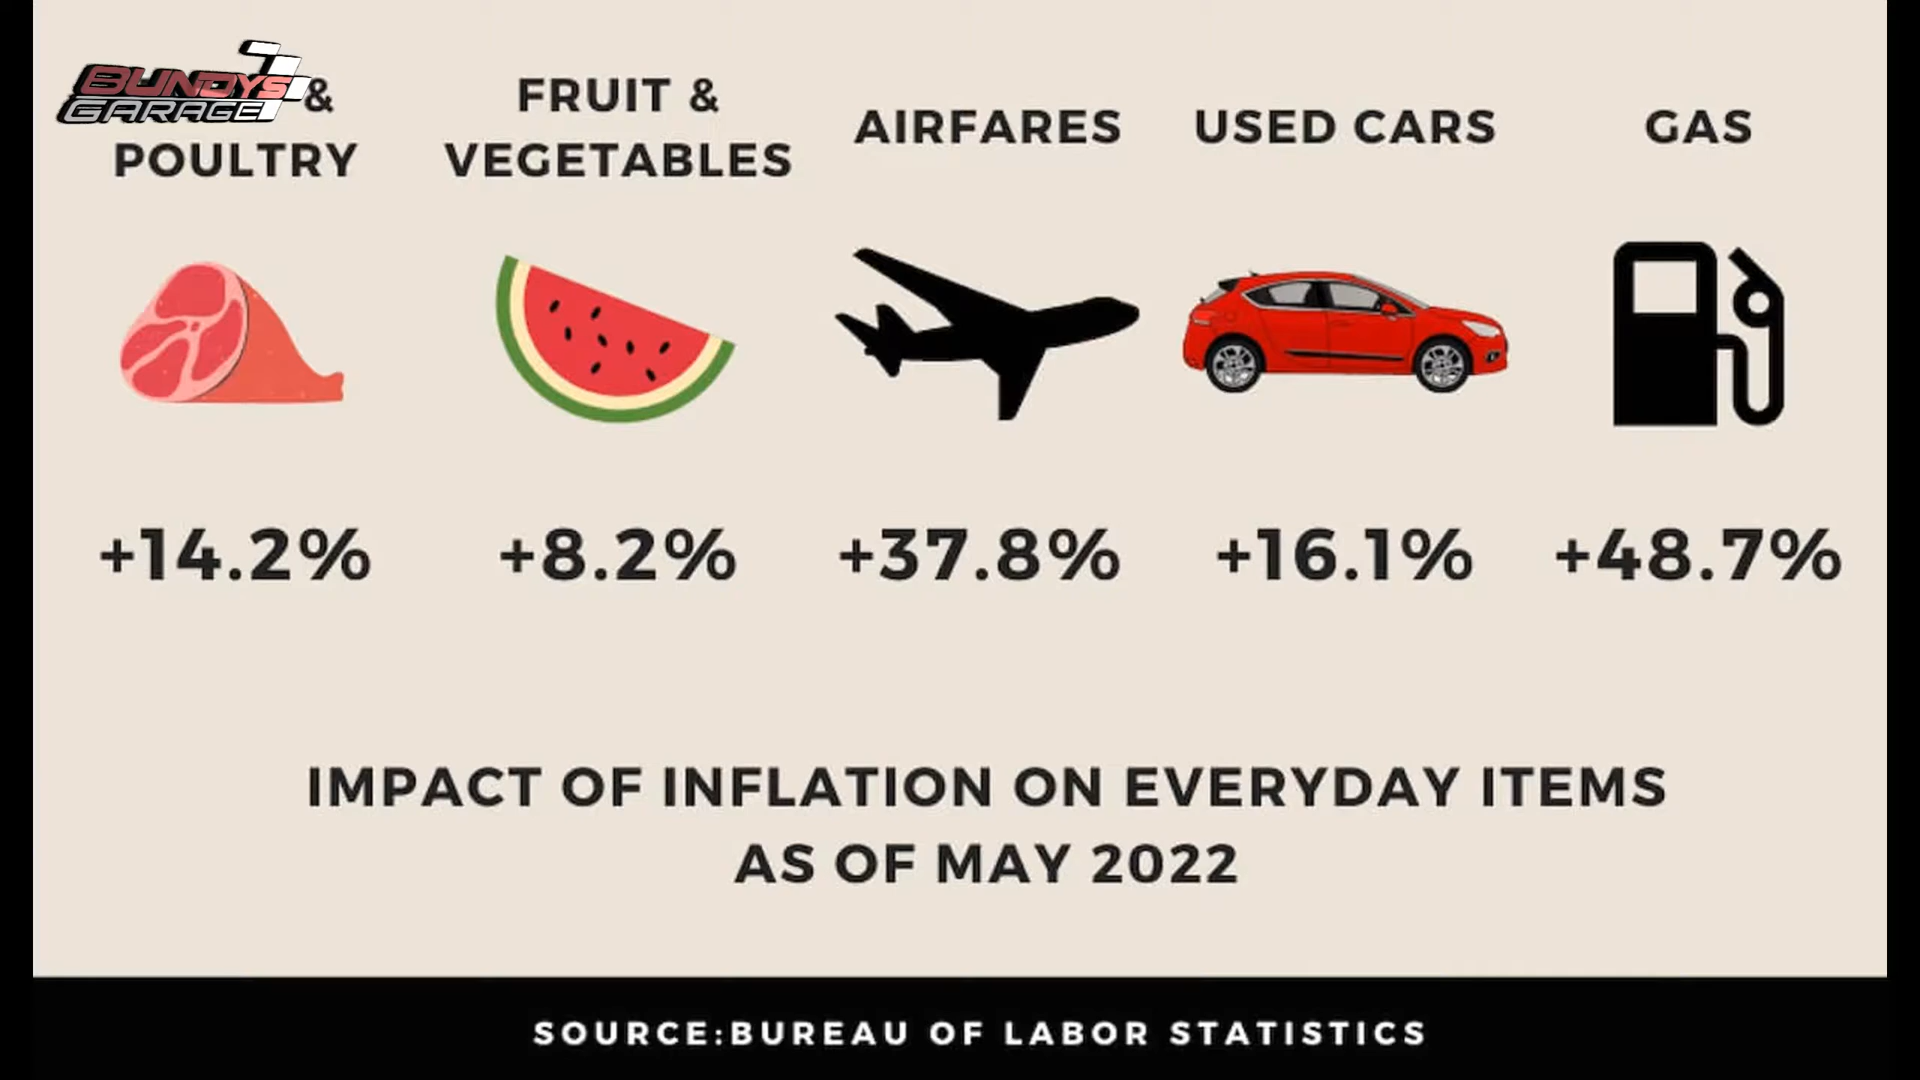 BUNDYS
GARAGE
&
POULTRY
FRUIT &
VEGETABLES
AIRFARES
USED CARS
GAS
+14.2%
+8.2%
+37.8%
+16.1%
+48.7%
IMPACT OF INFLATION ON EVERYDAY ITEMS
AS OF MAY 2022
SOURCE:BUREAU OF LABOR STATISTICS